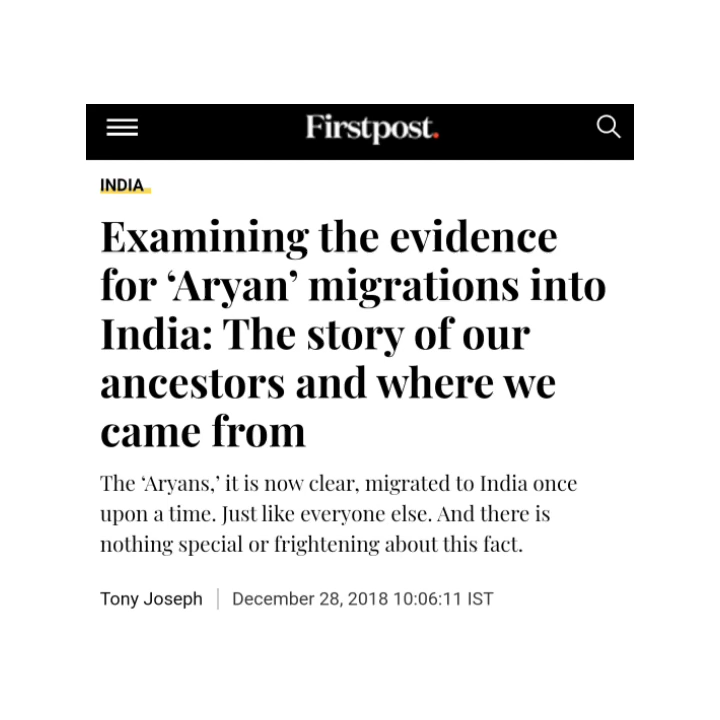 Firstpost.
INDIA
Examining the evidence
for ‘Aryan’ migrations into
India: The story of our
ancestors and where we
came from
The ‘Aryans,’ it is now clear, migrated to India once
upon a time. Just like everyone else. And there is
nothing special or frightening about this fact.
Tony Joseph | December 28, 2018 10:06:11 IST